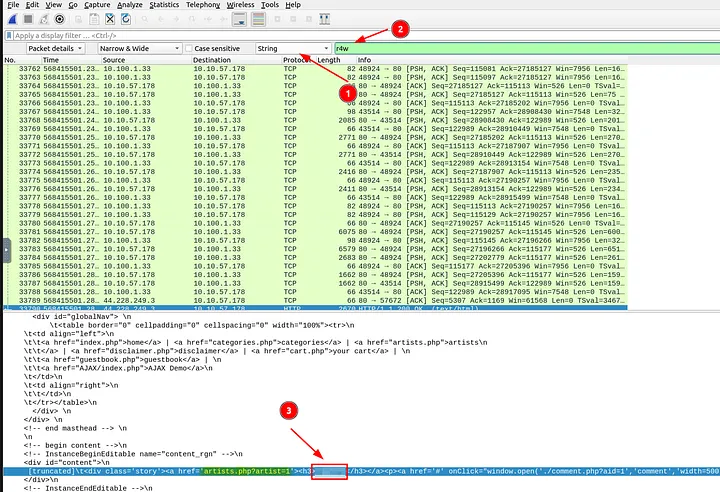 File Edit View Go Capture Analyze Statistics Telephony Wireless Tools Help
Apply a display filter ... <Ctrl-/>
Packet details Narrow & Wide Case sensitive String r4w
2
1
No. Time Source Destination Protocol Length Info
33762 568415501.23… 10.100.1.33 10.10.57.178 TCP 82 48924 → 80 [PSH, ACK] Seq=115081 Ack=27185127 Win=7956 Len=16…
33763 568415501.23… 10.100.1.33 10.10.57.178 TCP 82 48924 → 80 [PSH, ACK] Seq=115097 Ack=27185127 Win=7956 Len=16…
33764 568415501.23… 10.10.57.178 10.100.1.33 TCP 80 → 48924 [ACK] Seq=27185127 Ack=115113 Win=526 Len=0 TSval=…
33765 568415501.23… 10.10.57.178 10.100.1.33 TCP 80 → 48924 [PSH, ACK] Seq=27185127 Ack=115113 Win=526 Len=75 …
33766 568415501.23… 10.100.1.33 10.10.57.178 TCP 66 48924 → 80 [ACK] Seq=115113 Ack=27185202 Win=7956 Len=0 TSval…
33767 568415501.24… 10.100.1.33 10.10.57.178 TCP 98 43514 → 80 [PSH, ACK] Seq=122957 Ack=28908430 Win=7548 Len=32…
33768 568415501.24… 10.10.57.178 10.100.1.33 TCP 2085 80 → 43514 [PSH, ACK] Seq=28908430 Ack=122989 Win=526 Len=201…
33769 568415501.24… 10.100.1.33 10.10.57.178 TCP 66 43514 → 80 [ACK] Seq=122989 Ack=28910449 Win=7548 Len=0 TSval…
33770 568415501.25… 10.10.57.178 10.100.1.33 TCP 2771 80 → 48924 [PSH, ACK] Seq=27185202 Ack=115113 Win=526 Len=270…
33771 568415501.25… 10.100.1.33 10.10.57.178 TCP 66 48924 → 80 [ACK] Seq=115113 Ack=27187907 Win=7956 Len=0 TSval…
33772 568415501.25… 10.10.57.178 10.100.1.33 TCP 2771 80 → 43514 [PSH, ACK] Seq=28910449 Ack=122989 Win=526 Len=270…
33773 568415501.25… 10.100.1.33 10.10.57.178 TCP 66 43514 → 80 [ACK] Seq=122989 Ack=28913154 Win=7548 Len=0 TSval…
33774 568415501.26… 10.10.57.178 10.100.1.33 TCP 2416 80 → 48924 [PSH, ACK] Seq=27187907 Ack=115113 Win=526 Len=235…
33775 568415501.26… 10.100.1.33 10.10.57.178 TCP 66 48924 → 80 [ACK] Seq=115113 Ack=27190257 Win=7956 Len=0 TSval…
33776 568415501.26… 10.10.57.178 10.100.1.33 TCP 2411 80 → 43514 [PSH, ACK] Seq=28913154 Ack=122989 Win=526 Len=234…
33777 568415501.26… 10.100.1.33 10.10.57.178 TCP 66 43514 → 80 [ACK] Seq=122989 Ack=28915499 Win=7548 Len=0 TSval…
33778 568415501.26… 10.100.1.33 10.10.57.178 TCP 82 48924 → 80 [PSH, ACK] Seq=115113 Ack=27190257 Win=7956 Len=16…
33779 568415501.26… 10.100.1.33 10.10.57.178 TCP 82 48924 → 80 [PSH, ACK] Seq=115129 Ack=27190257 Win=7956 Len=16…
33780 568415501.26… 10.10.57.178 10.100.1.33 TCP 66 80 → 48924 [ACK] Seq=27190257 Ack=115145 Win=526 Len=0 TSval=…
33781 568415501.27… 10.10.57.178 10.100.1.33 TCP 6075 80 → 48924 [PSH, ACK] Seq=27190257 Ack=115145 Win=526 Len=600…
33782 568415501.27… 10.100.1.33 10.10.57.178 TCP 98 48924 → 80 [PSH, ACK] Seq=115145 Ack=27196266 Win=7956 Len=32…
33783 568415501.27… 10.10.57.178 10.100.1.33 TCP 6579 80 → 48924 [PSH, ACK] Seq=27196266 Ack=115177 Win=526 Len=651…
33784 568415501.27… 10.10.57.178 10.100.1.33 TCP 2683 80 → 48924 [PSH, ACK] Seq=27202779 Ack=115177 Win=526 Len=261…
33785 568415501.28… 10.100.1.33 10.10.57.178 TCP 66 48924 → 80 [ACK] Seq=115177 Ack=27205396 Win=7956 Len=0 TSval…
33786 568415501.28… 10.10.57.178 10.100.1.33 TCP 1662 80 → 48924 [PSH, ACK] Seq=27205396 Ack=115177 Win=526 Len=159…
33787 568415501.28… 10.10.57.178 10.100.1.33 TCP 1662 80 → 43514 [PSH, ACK] Seq=28915499 Ack=122989 Win=526 Len=159…
33788 568415501.28… 10.100.1.33 10.10.57.178 TCP 66 43514 → 80 [ACK] Seq=122989 Ack=28917095 Win=7548 Len=0 TSval…
33789 568415501.28… 44.228.249.3 10.10.57.178 TCP 66 80 → 57672 [ACK] Seq=5307 Ack=1169 Win=61568 Len=0 TSval=3467…
33790 568415501.28… 44.228.249.3 10.10.57.178 HTTP 2670 HTTP/1.1 200 OK (text/html)
<div id="globalNav"> \n
\t<table border="0" cellpadding="0" cellspacing="0" width="100%"><tr>\n
\t<td align="left">\n
\t\t<a href="index.php">home</a> | <a href="categories.php">categories</a> | <a href="artists.php">artists\n
\t\t</a> | <a href="disclaimer.php">disclaimer</a> | <a href="cart.php">your cart</a> | \n
\t\t<a href="guestbook.php">guestbook</a> | \n
\t\t<a href="AJAX/index.php">AJAX Demo</a>\n
\t</td>\n
\t<td align="right">\n
\t</td>\n
\t</tr></table>\n
</div> \n
</div> \n
<!-- end masthead --> \n
\n
<!-- begin content -->\n
<!-- InstanceBeginEditable name="content_rgn" -->\n
<div id="content">\n
3
[truncated]\t<div class='story'><a href='artists.php?artist=1'><h3></h3></a><p><a href='#' onClick="window.open('./comment.php?aid=1','comment','width=500
</div>\n
<!-- InstanceEndEditable -->\n